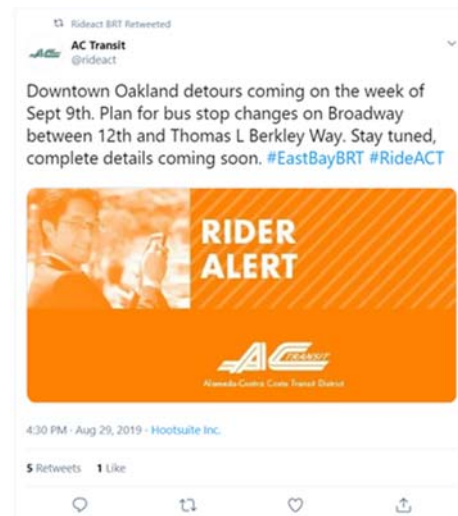 Rideact BRT Retweeted
AC Transit
@rideact
Downtown Oakland detours coming on the week of
Sept 9th. Plan for bus stop changes on Broadway
between 12th and Thomas L Berkley Way. Stay tuned,
complete details coming soon. #EastBayBRT #RideACT
RIDER
ALERT
AC TRANSIT
Alameda-Contra Costa Transit District
4:30 PM · Aug 29, 2019 · Hootsuite Inc.
5 Retweets 1 Like